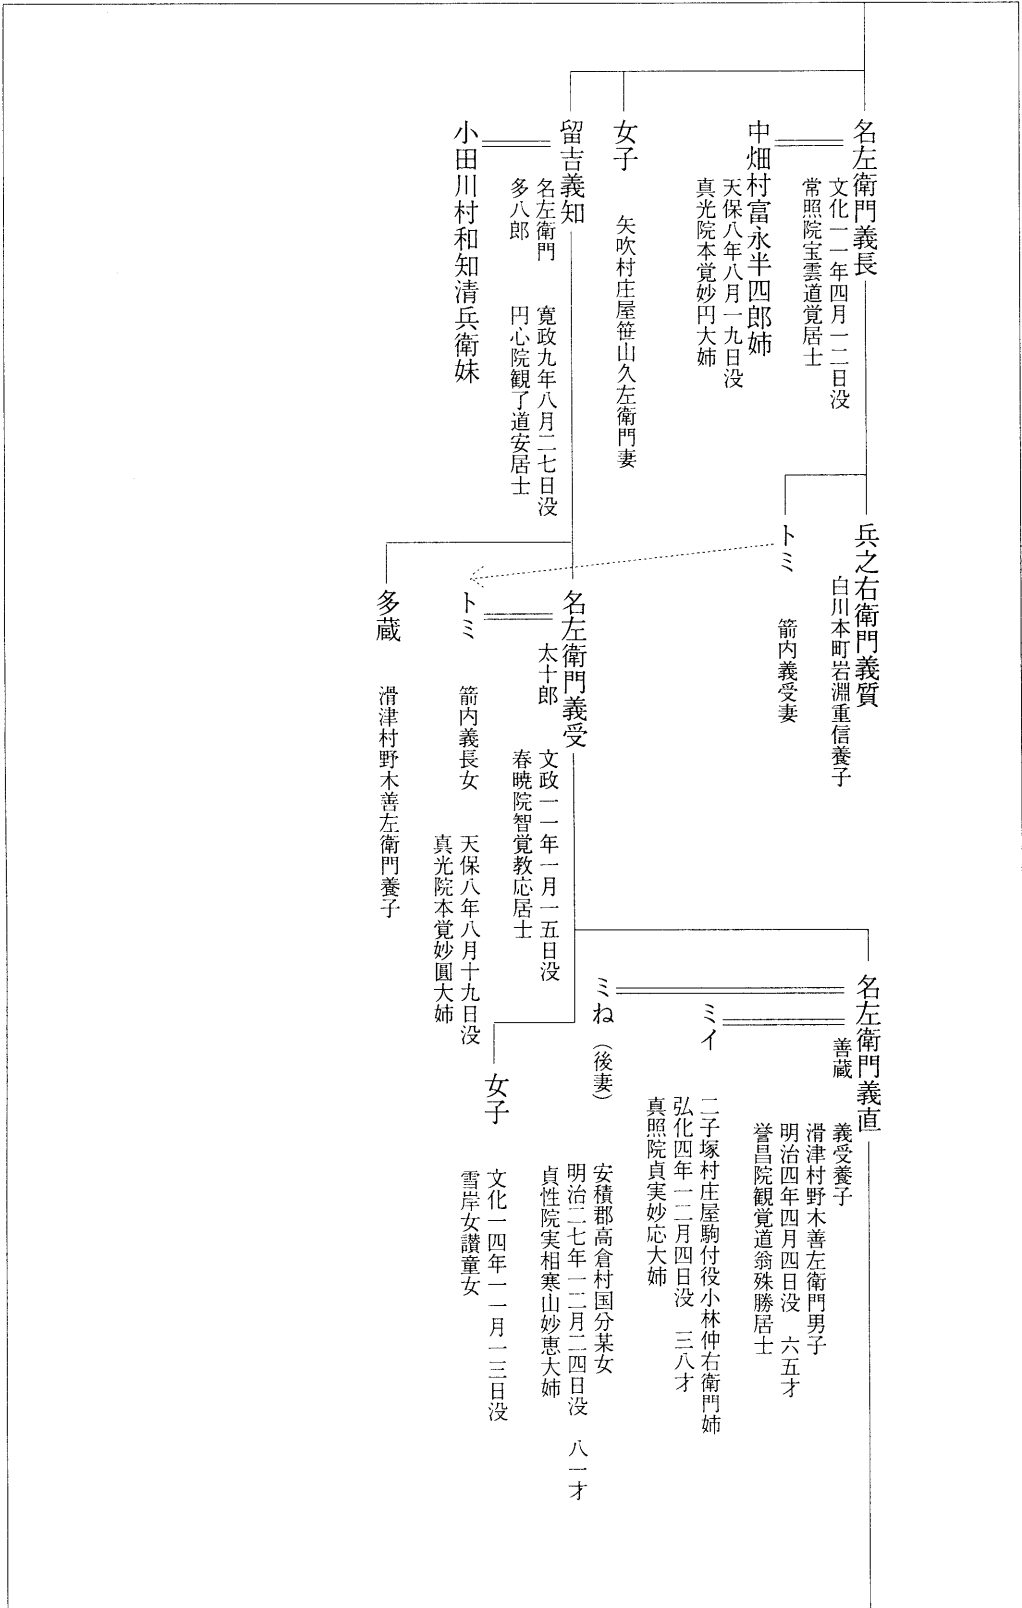 名左衛門義長
文化一一年四月一二日没
常照院宝雲道覚居士
中畑村富永半四郎姉
天保八年八月一九日没
真光院本覚妙円大姉
女子
矢吹村庄屋笹山久左衛門妻
留吉義知
名左衛門
多八郎
寛政九年八月二七日没
円心院観了道安居士
小田川村和知清兵衛妹
兵之右衛門義質
白川本町岩淵重信養子
トミ
箭内義受妻
名左衛門義受
太十郎
文政一一年一月一五日没
春暁院智覚教応居士
トミ
箭内義長女
天保八年八月十九日没
真光院本覚妙圓大姉
多蔵
滑津村野木善左衛門養子
名左衛門義直
善蔵
義受養子
滑津村野木善左衛門男子
明治四年四月四日没 六五才
誉昌院観覚道翁殊勝居士
ミイ
二子塚村庄屋駒付役小林仲右衛門姉
弘化四年一二月四日没 三八才
真照院貞実妙応大姉
ミね（後妻）
安積郡高倉村国分某女
明治二七年一二月二四日没 八一才
貞性院実相寒山妙恵大姉
女子
文化一四年一一月一三日没
雪岸女讃童女